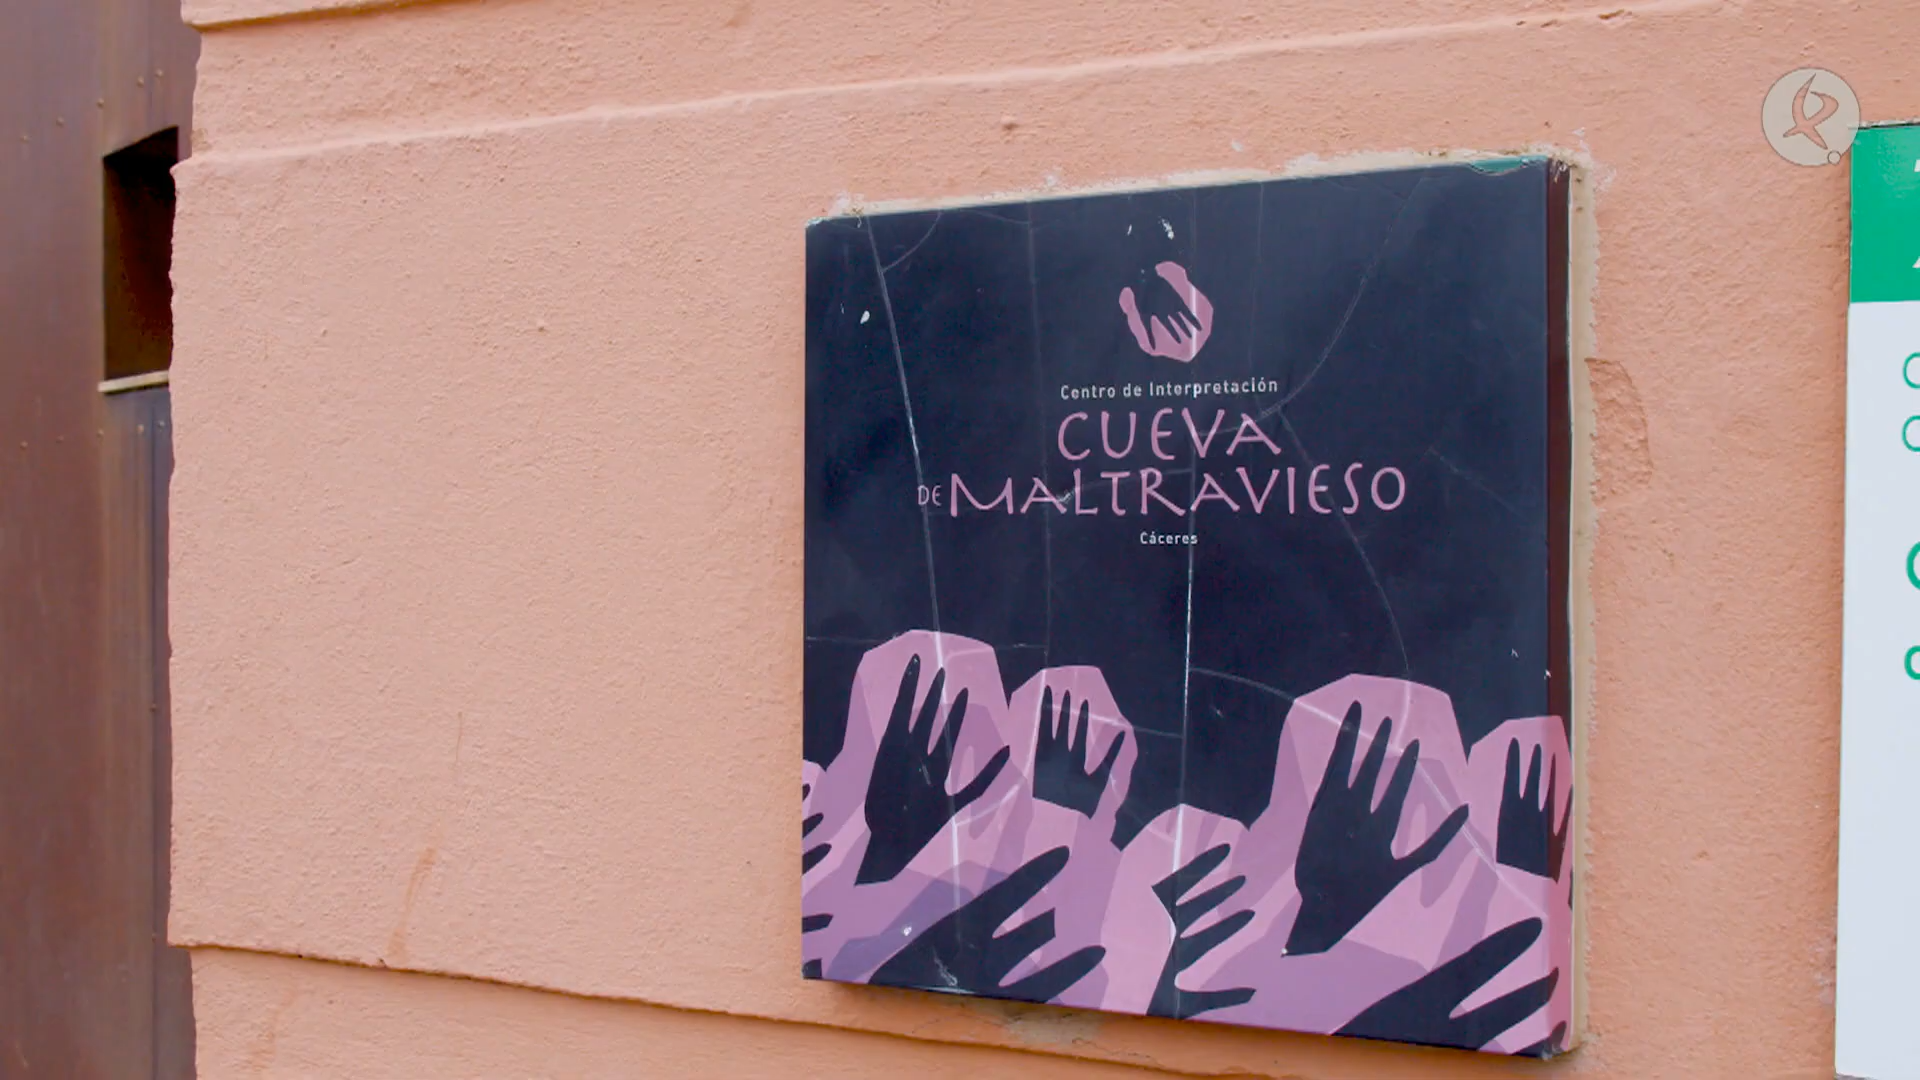 Centro de Interpretación
CUEVA
DE MALTRAVIESO
Cáceres